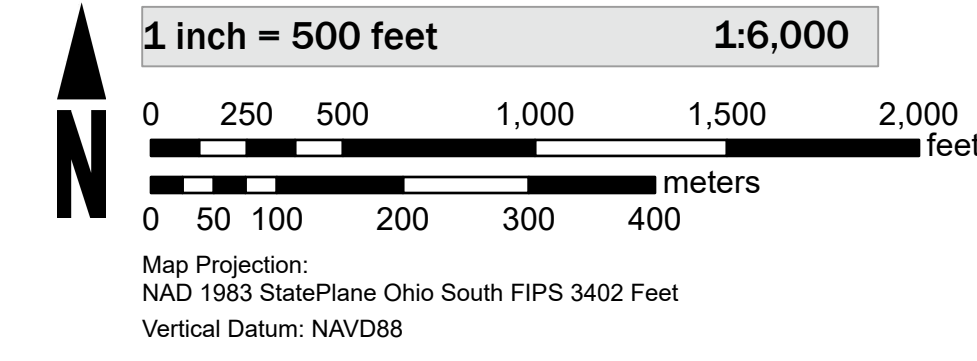 1 inch = 500 feet 1:6,000
N
0 250 500 1,000 1,500 2,000
feet
meters
0 50 100 200 300 400
Map Projection:
NAD 1983 StatePlane Ohio South FIPS 3402 Feet
Vertical Datum: NAVD88